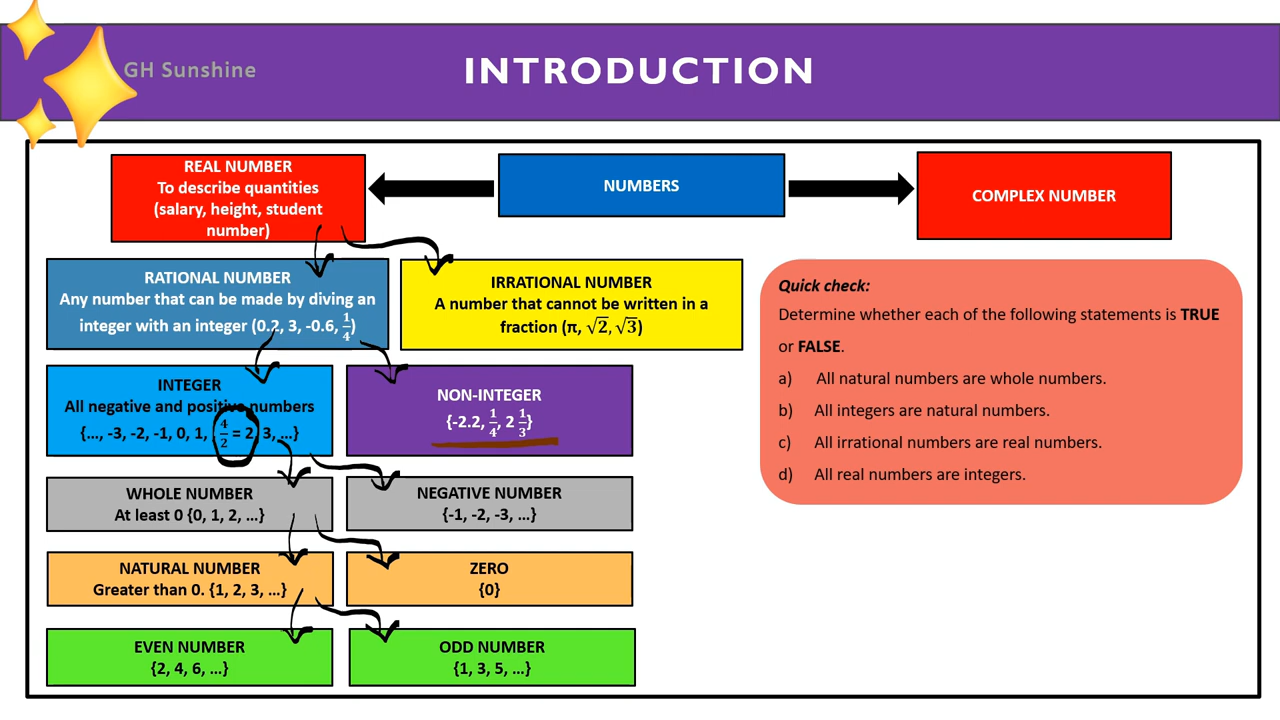 GH Sunshine
INTRODUCTION
REAL NUMBER
To describe quantities
(salary, height, student
number)
NUMBERS
COMPLEX NUMBER
RATIONAL NUMBER
Any number that can be made by diving an
integer with an integer (0.2, 3, -0.6, 1/4)
IRRATIONAL NUMBER
A number that cannot be written in a
fraction (π, √2, √3)
INTEGER
All negative and positive numbers
{…, -3, -2, -1, 0, 1, 4/2 = 2, 3, …}
NON-INTEGER
{-2.2, 1/4, 2 1/3}
WHOLE NUMBER
At least 0 {0, 1, 2, …}
NEGATIVE NUMBER
{-1, -2, -3, …}
NATURAL NUMBER
Greater than 0. {1, 2, 3, …}
ZERO
{0}
EVEN NUMBER
{2, 4, 6, …}
ODD NUMBER
{1, 3, 5, …}
Quick check:
Determine whether each of the following statements is TRUE
or FALSE.
a) All natural numbers are whole numbers.
b) All integers are natural numbers.
c) All irrational numbers are real numbers.
d) All real numbers are integers.